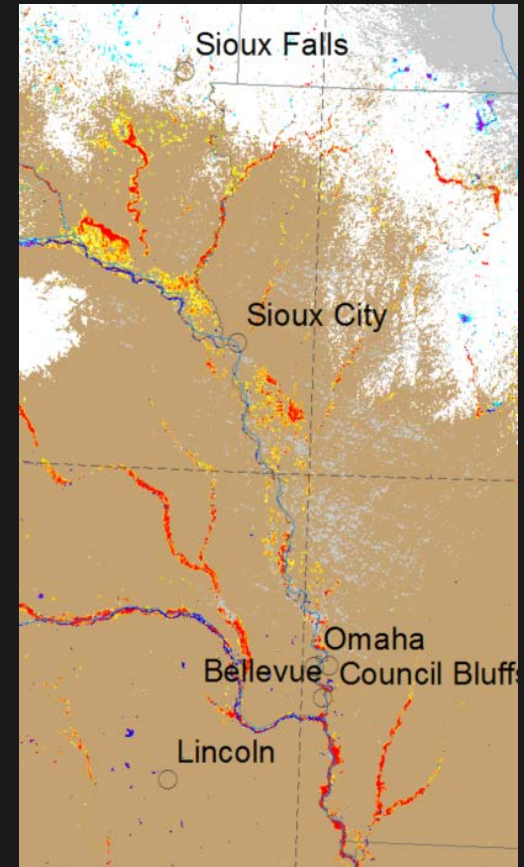 Sioux Falls
Sioux City
Omaha
Bellevue
Council Bluffs
Lincoln